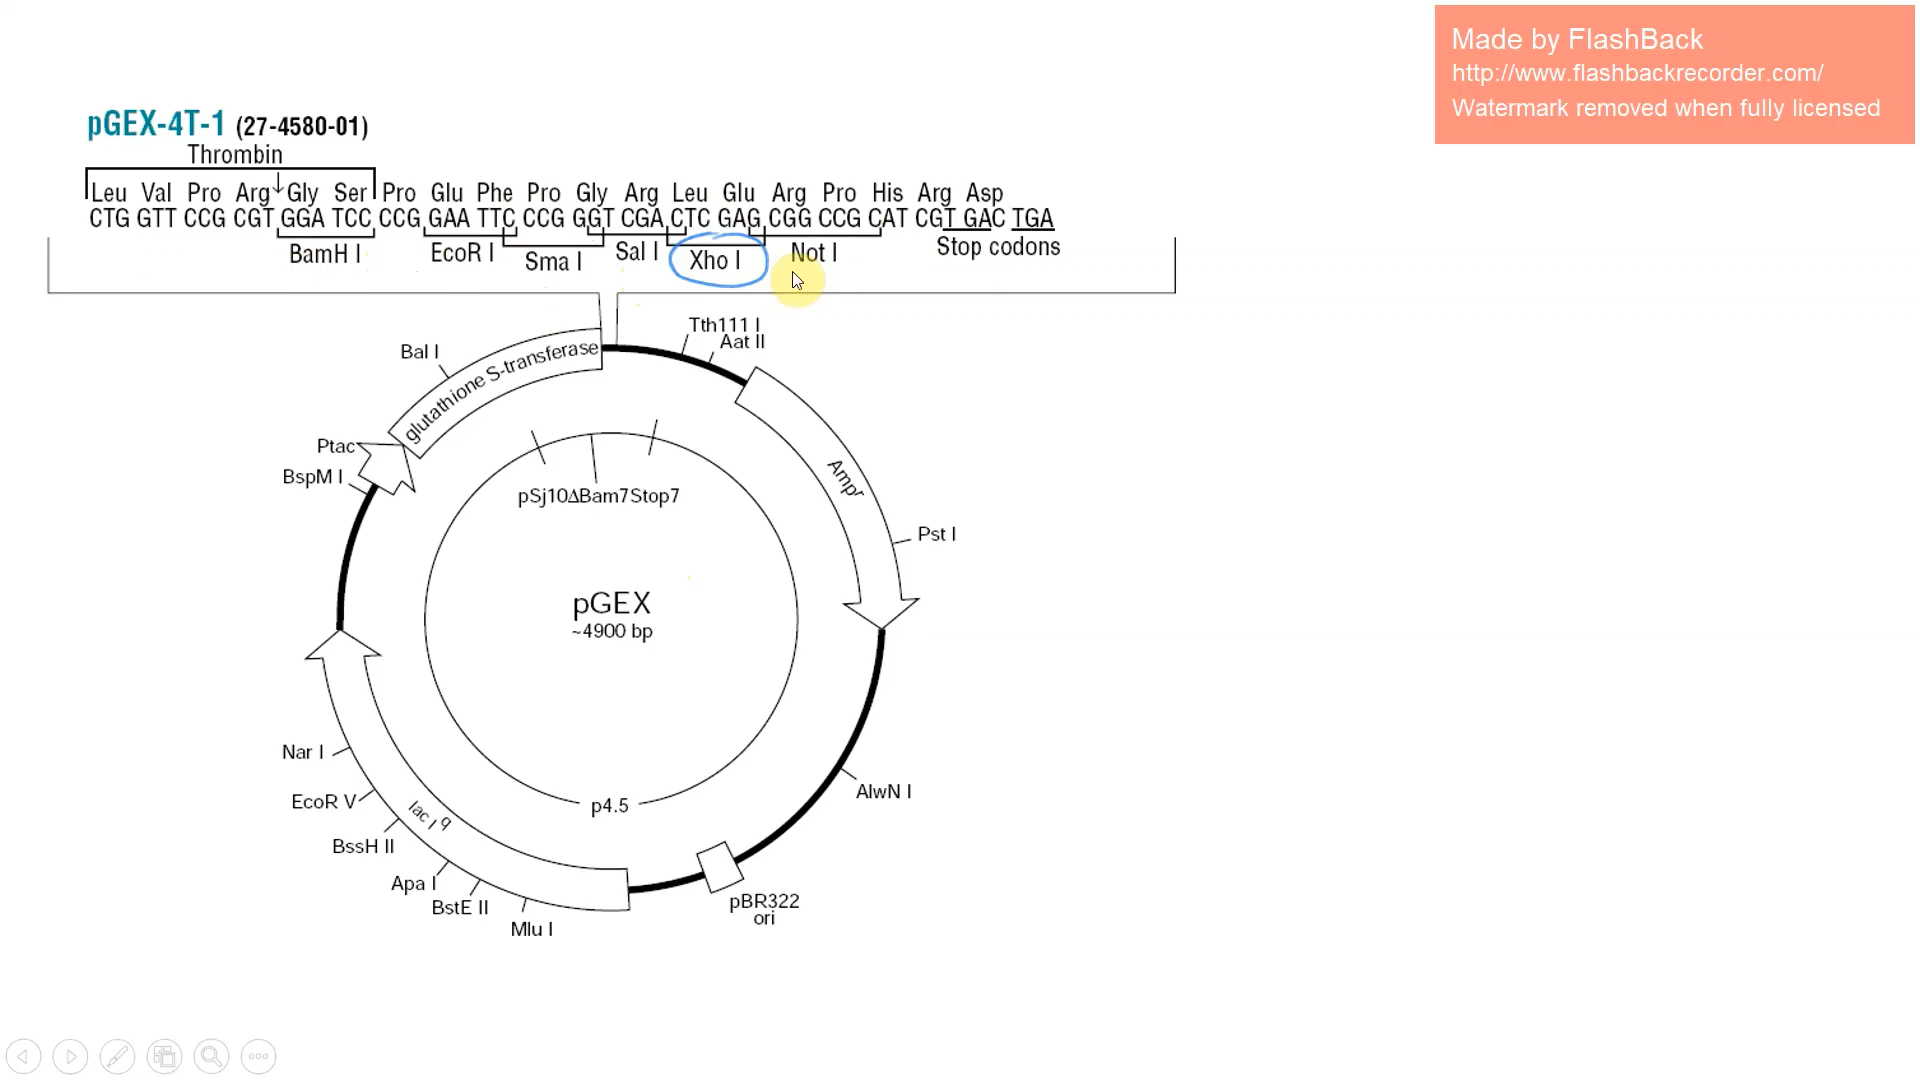 Made by FlashBack
http://www.flashbackrecorder.com/
Watermark removed when fully licensed
pGEX-4T-1 (27-4580-01)
Thrombin
Leu Val Pro Arg↓Gly Ser Pro Glu Phe Pro Gly Arg Leu Glu Arg Pro His Arg Asp
CTG GTT CCG CGT GGA TCC CCG GAA TTC CCG GGT CGA CTC GAG CGG CCG CAT CGT GAC TGA
BamH I EcoR I Sma I Sal I Xho I Not I Stop codons
Tth111 I
Aat II
Bal I
glutathione S-transferase
Ptac
BspM I
Ampr
pSj10ΔBam7Stop7
Pst I
pGEX
~4900 bp
Nar I
EcoR V
BssH II
Apa I
BstE II
Mlu I
lac Iq
p4.5
AlwN I
pBR322
ori